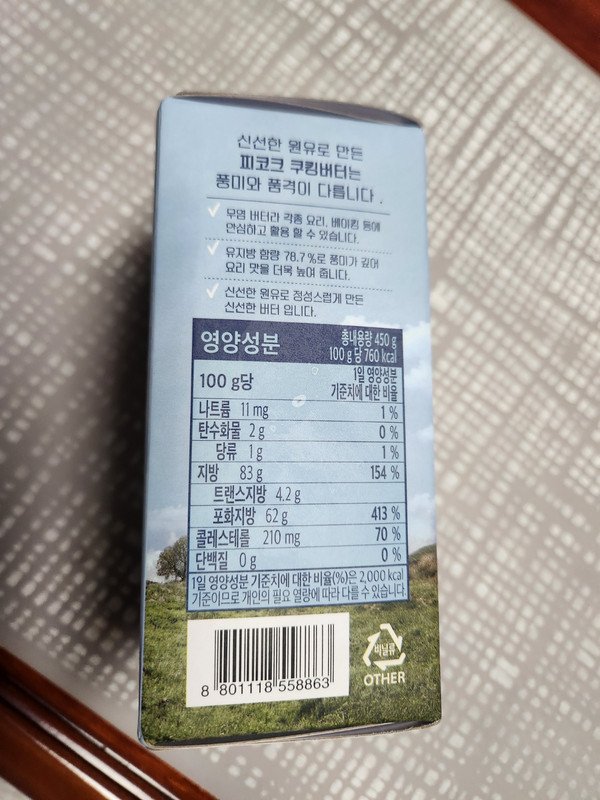 신선한 원유로 만든
피코크 쿠킹버터는
풍미와 품격이 다릅니다.
무염 버터라 각종 요리, 베이킹 등에
안심하고 활용 할 수 있습니다.
유지방 함량 78.7%로 풍미가 깊어
요리 맛을 더욱 높여 줍니다.
신선한 원유로 정성스럽게 만든
신선한 버터 입니다.
영양성분 총내용량 450 g
100 g 당 760 kcal
100 g당 1일 영양성분
기준치에 대한 비율
나트륨 11 mg 1 %
탄수화물 2 g 0 %
당류 1 g 1 %
지방 83 g 154 %
트랜스지방 4.2 g
포화지방 62 g 413 %
콜레스테롤 210 mg 70 %
단백질 0 g 0 %
1일 영양성분 기준치에 대한 비율(%)은 2,000 kcal
기준이므로 개인의 필요 열량에 따라 다를 수 있습니다.
비닐류
OTHER
8 801118 558863